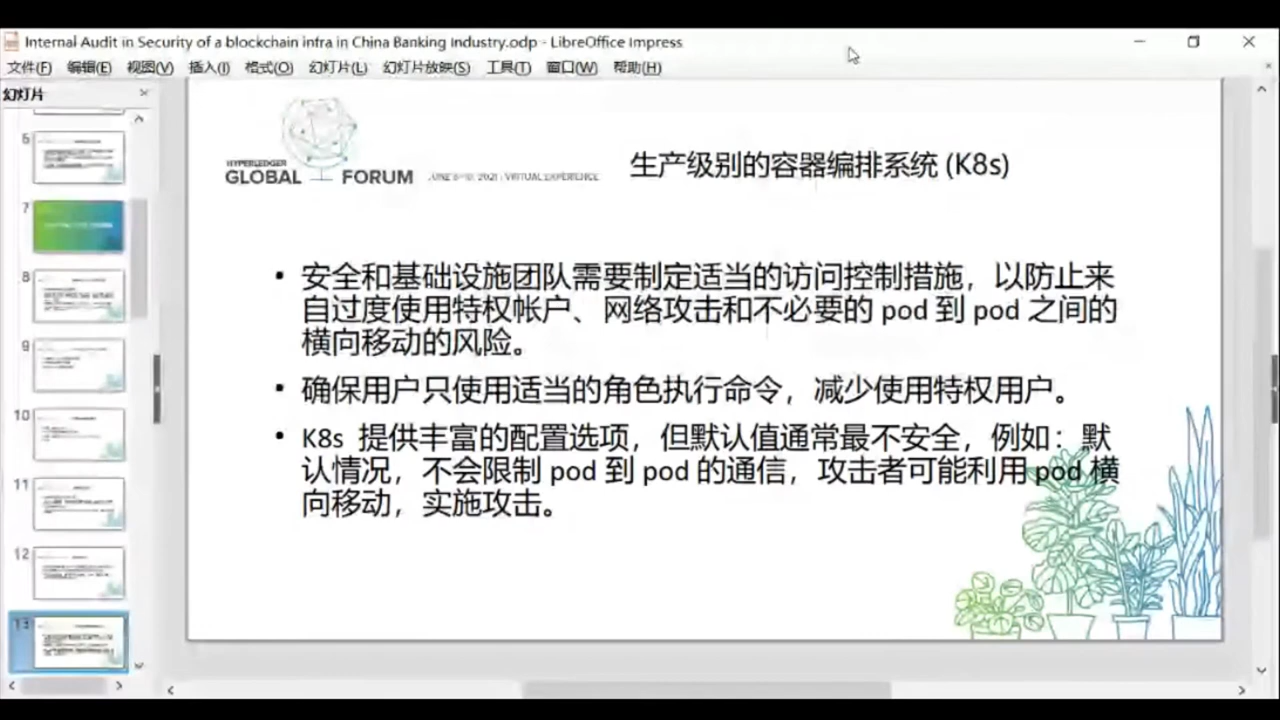 Internal Audit in Security of a blockchain infra in China Banking Industry.odp - LibreOffice Impress
文件(F) 编辑(E) 视图(V) 插入(I) 格式(O) 幻灯片(L) 幻灯片放映(S) 工具(T) 窗口(W) 帮助(H)
幻灯片
6
7
8
9
10
11
12
13
HYPERLEDGER
GLOBAL FORUM
2021 | VIRTUAL EXPERIENCE
生产级别的容器编排系统 (K8s)
• 安全和基础设施团队需要制定适当的访问控制措施，以防止来
自过度使用特权帐户、网络攻击和不必要的 pod 到 pod 之间的
横向移动的风险。
• 确保用户只使用适当的角色执行命令，减少使用特权用户。
• K8s 提供丰富的配置选项，但默认值通常最不安全，例如：默
认情况，不会限制 pod 到 pod 的通信，攻击者可能利用 pod 横
向移动，实施攻击。